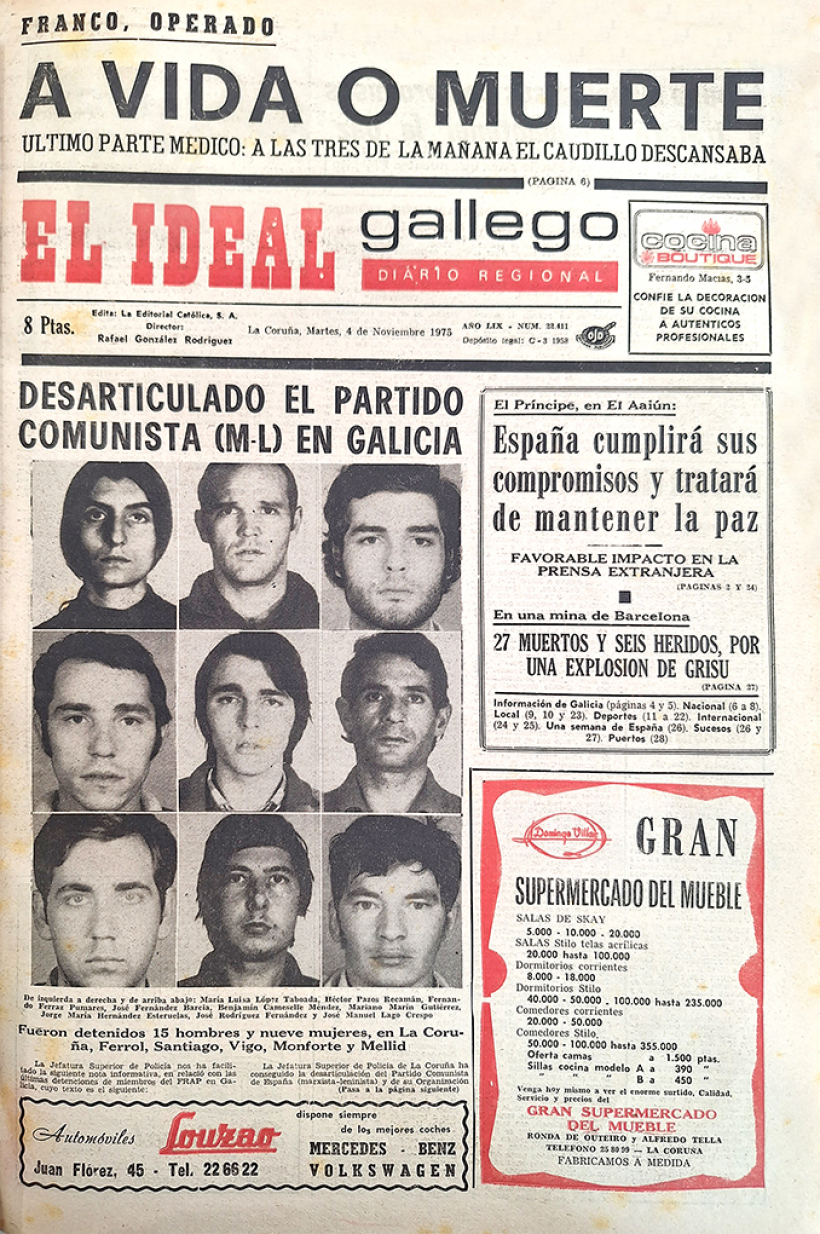 FRANCO, OPERADO
A VIDA O MUERTE
ULTIMO PARTE MEDICO: A LAS TRES DE LA MAÑANA EL CAUDILLO DESCANSABA
(PAGINA 6)
EL IDEAL gallego
DIARIO REGIONAL
cocina
BOUTIQUE
Fernando Macias, 3-5
CONFIE LA DECORACION
DE SU COCINA
A AUTENTICOS
PROFESIONALES
8 Ptas.
Edita: La Editorial Católica, S. A.
Director:
Rafael González Rodríguez
La Coruña, Martes, 4 de Noviembre 1975
AÑO LIX - NUM. 23.411
Depósito legal: C - 3 1958
OJD
DESARTICULADO EL PARTIDO
COMUNISTA (M-L) EN GALICIA
De izquierda a derecha y de arriba abajo: María Luisa López Taboada, Héctor Pazos Recamán, Fernan-
do Ferraz Pumares, José Fernández Barcia, Benjamín Cameselle Méndez, Mariano Marín Gutiérrez,
Jorge María Hernández Esteruelas, José Rodríguez Fernández y José Manuel Lago Crespo
Fueron detenidos 15 hombres y nueve mujeres, en La Coru-
ña, Ferrol, Santiago, Vigo, Monforte y Mellid
La Jefatura Superior de Policía nos ha facili-
tado la siguiente nota informativa, en relació con las
últimas detenciones de miembros del FRAP en Ga-
licia, cuyo texto es el siguiente:
La Jefatura Superior de Policía de La Coruña ha
conseguido la desarticulación del Partido Comunista
de España (marxista-leninista) y de su Organización
(Pasa a la página siguiente)
Automóviles Louzao
Juan Flórez, 45 - Tel. 22 66 22
dispone siempre
de los mejores coches
MERCEDES - BENZ
VOLKSWAGEN
El Príncipe, en El Aaiún:
España cumplirá sus
compromisos y tratará
de mantener la paz
FAVORABLE IMPACTO EN LA
PRENSA EXTRANJERA
(PAGINAS 2 Y 24)
En una mina de Barcelona
27 MUERTOS Y SEIS HERIDOS, POR
UNA EXPLOSION DE GRISU
(PAGINA 27)
Información de Galicia (páginas 4 y 5). Nacional (6 a 8).
Local (9, 10 y 23). Deportes (11 a 22). Internacional
(24 y 25). Una semana de España (26). Sucesos (26 y
27). Puertos (28)
Domingo Villar
GRAN
SUPERMERCADO DEL MUEBLE
SALAS DE SKAY
5.000 - 10.000 - 20.000
SALAS Stilo telas acrílicas
20.000 hasta 100.000
Dormitorios corrientes
8.000 - 18.000
Dormitorios Stilo
40.000 - 50.000 - 100.000 hasta 235.000
Comedores corrientes
20.000 - 50.000
Comedores Stilo,
50.000 - 100.000 hasta 355.000
Oferta camas a 1.500 ptas.
Sillas cocina modelo A a 390 "
" " " B a 450 "
Venga hoy mismo a ver el enorme surtido, Calidad,
Servicio y precios del
GRAN SUPERMERCADO
DEL MUEBLE
RONDA DE OUTEIRO y ALFREDO TELLA
TELEFONO 25 80 99 — LA CORUÑA
FABRICAMOS A MEDIDA